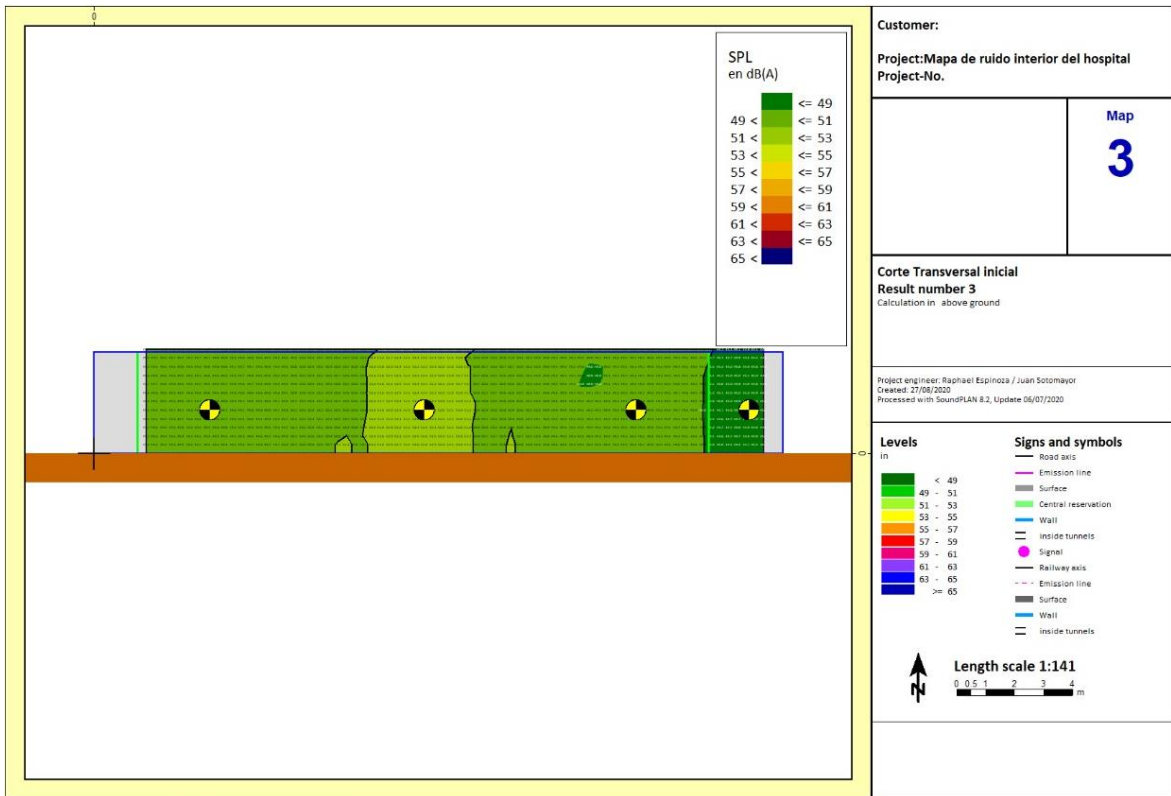 0
SPL
en dB(A)
<= 49
49 < <= 51
51 < <= 53
53 < <= 55
55 < <= 57
57 < <= 59
59 < <= 61
61 < <= 63
63 < <= 65
65 <
0
Customer:
Project:Mapa de ruido interior del hospital
Project-No.
Map
3
Corte Transversal inicial
Result number 3
Calculation in above ground
Project engineer: Raphael Espinoza / Juan Sotomayor
Created: 27/08/2020
Processed with SoundPLAN 8.2, Update 06/07/2020
Levels
in
< 49
49 - 51
51 - 53
53 - 55
55 - 57
57 - 59
59 - 61
61 - 63
63 - 65
>= 65
Signs and symbols
Road axis
Emission line
Surface
Central reservation
Wall
inside tunnels
Signal
Railway axis
Emission line
Surface
Wall
inside tunnels
N
Length scale 1:141
0 0.5 1 2 3 4
m